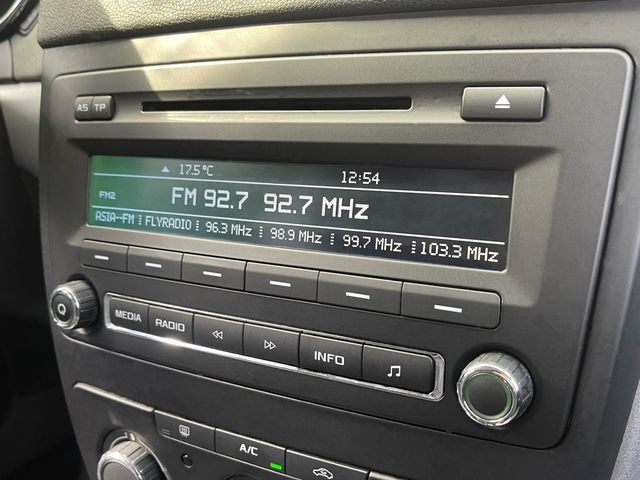 AS TP
17.5°C 12:54
FM2 FM 92.7 92.7 MHz
ASIA--FM FLYRADIO 96.3 MHz 98.9 MHz 99.7 MHz 103.3 MHz
MEDIA RADIO INFO
A/C